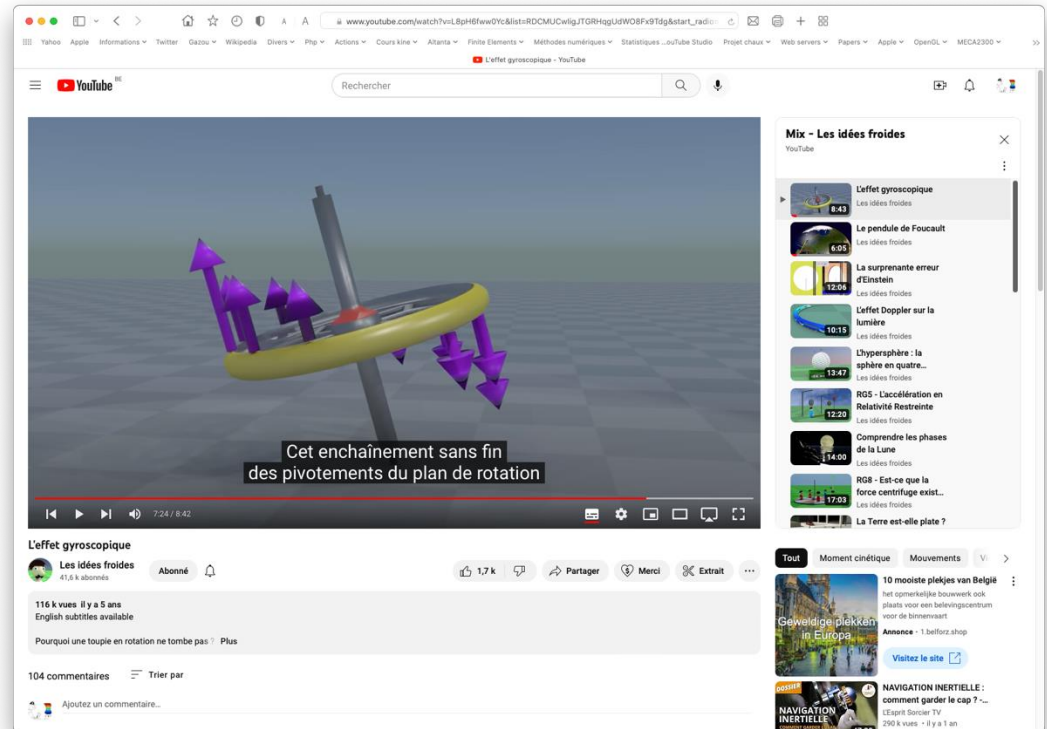 www.youtube.com/watch?v=L8pH6fww0Yc&list=RDCMUCwligJTGRHqgUdWO8Fx9Tdg&start_radio
Yahoo Apple Informations Twitter Gazou Wikipedia Divers Php Actions Cours kine Altanta Finite Elements Méthodes numériques Statistiques ...ouTube Studio Projet chaux Web servers Papers Apple OpenGL MECA2300 >>
L'effet gyroscopique - YouTube
YouTube BE
Rechercher
Cet enchaînement sans fin
des pivotements du plan de rotation
7:24 / 8:42
L'effet gyroscopique
Les idées froides
41,6 k abonnés
Abonné
1,7 k
Partager
Merci
Extrait
116 k vues il y a 5 ans
English subtitles available
Pourquoi une toupie en rotation ne tombe pas ? Plus
104 commentaires
Trier par
Ajoutez un commentaire...
Mix - Les idées froides
YouTube
L'effet gyroscopique
Les idées froides
8:43
Le pendule de Foucault
Les idées froides
6:05
La surprenante erreur
d'Einstein
Les idées froides
12:06
L'effet Doppler sur la
lumière
Les idées froides
10:15
L'hypersphère : la
sphère en quatre...
Les idées froides
13:47
RG5 - L'accélération en
Relativité Restreinte
Les idées froides
12:20
Comprendre les phases
de la Lune
Les idées froides
14:00
RG8 - Est-ce que la
force centrifuge exist...
Les idées froides
17:03
La Terre est-elle plate ?
Tout
Moment cinétique
Mouvements
Geweldige plekken
in Europa
10 mooiste plekjes van België
het opmerkelijke bouwwerk ook
plaats voor een belevingscentrum
voor de binnenvaart
Annonce · 1.belforz.shop
Visitez le site
DOSSIER
NAVIGATION
INERTIELLE
COMMENT GARDER LE CAP ?
NAVIGATION INERTIELLE :
comment garder le cap ? -...
L'Esprit Sorcier TV
290 k vues · il y a 1 an